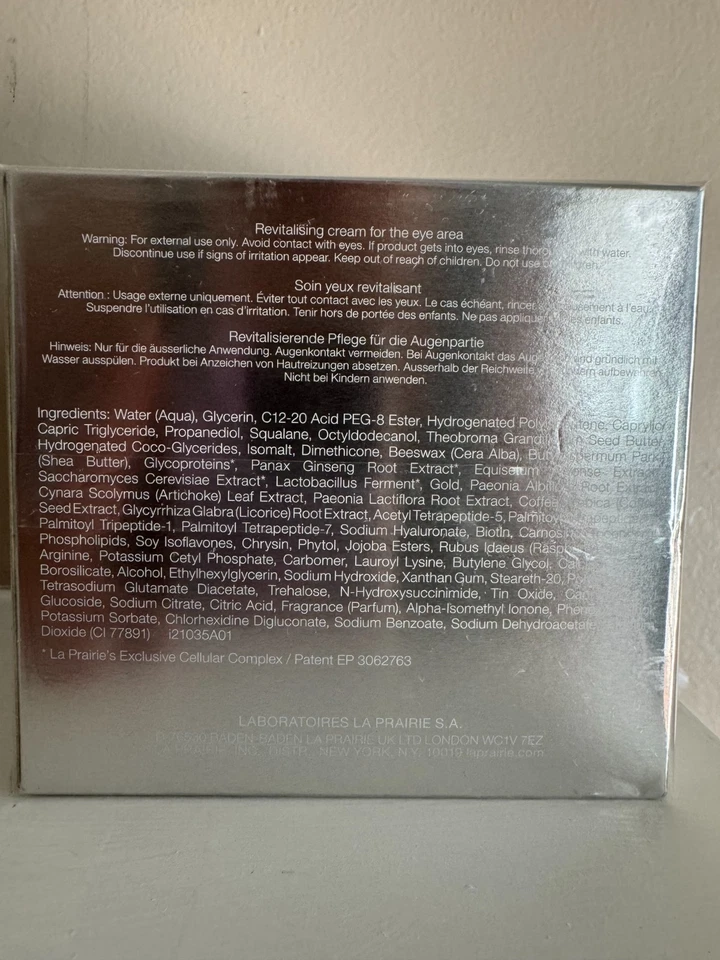 Revitalising cream for the eye area
Warning: For external use only. Avoid contact with eyes. If product gets into eyes, rinse with water.
Discontinue use if signs of irritation appear. Keep out of reach of children. Do not use
Soin yeux revitalisant
Attention : Usage externe uniquement. Éviter tout contact avec les yeux. Le cas échéant, rincer à l'eau.
Suspendre l'utilisation en cas d'irritation. Tenir hors de portée des enfants. Ne pas enfants.
Revitalisierende Pflege für die Augenpartie
Hinweis: Nur für die äusserliche Anwendung. Augenkontakt vermeiden. Bei Augenkontakt das und gründlich mit
Wasser ausspülen. Produkt bei Anzeichen von Hautreizungen absetzen. Ausserhalb der Reichweite
Nicht bei Kindern anwenden.
Ingredients: Water (Aqua), Glycerin, C12-20 Acid PEG-8 Ester, Hydrogenated
Capric Triglyceride, Propanediol, Squalane, Octyldodecanol, Theobroma Seed Butter,
Hydrogenated Coco-Glycerides, Isomalt, Dimethicone, Beeswax (Cera Alba),
(Shea Butter), Glycoproteins*, Panax Ginseng Root Extract*, Equisetum Extract*,
Saccharomyces Cerevisiae Extract*, Lactobacillus Ferment*, Gold, Paeonia Root Extract,
Cynara Scolymus (Artichoke) Leaf Extract, Paeonia Lactiflora Root Extract,
Seed Extract, Glycyrrhiza Glabra (Licorice) Root Extract, Acetyl Tetrapeptide-5,
Palmitoyl Tripeptide-1, Palmitoyl Tetrapeptide-7, Sodium Hyaluronate, Biotin,
Phospholipids, Soy Isoflavones, Chrysin, Phytol, Jojoba Esters, Rubus Idaeus
Arginine, Potassium Cetyl Phosphate, Carbomer, Lauroyl Lysine, Butylene Glycol,
Borosilicate, Alcohol, Ethylhexylglycerin, Sodium Hydroxide, Xanthan Gum, Steareth-20,
Tetrasodium Glutamate Diacetate, Trehalose, N-Hydroxysuccinimide, Tin Oxide,
Glucoside, Sodium Citrate, Citric Acid, Fragrance (Parfum), Alpha-Isomethyl Ionone,
Potassium Sorbate, Chlorhexidine Digluconate, Sodium Benzoate, Sodium Dehydroacetate,
Dioxide (CI 77891) i21035A01
* La Prairie's Exclusive Cellular Complex / Patent EP 3062763
LABORATOIRES LA PRAIRIE S.A.
D-76530 BADEN-BADEN LA PRAIRIE UK LTD LONDON WC1V 7EZ
LA PRAIRIE, INC., DISTR., NEW YORK, N.Y. 10019 laprairie.com